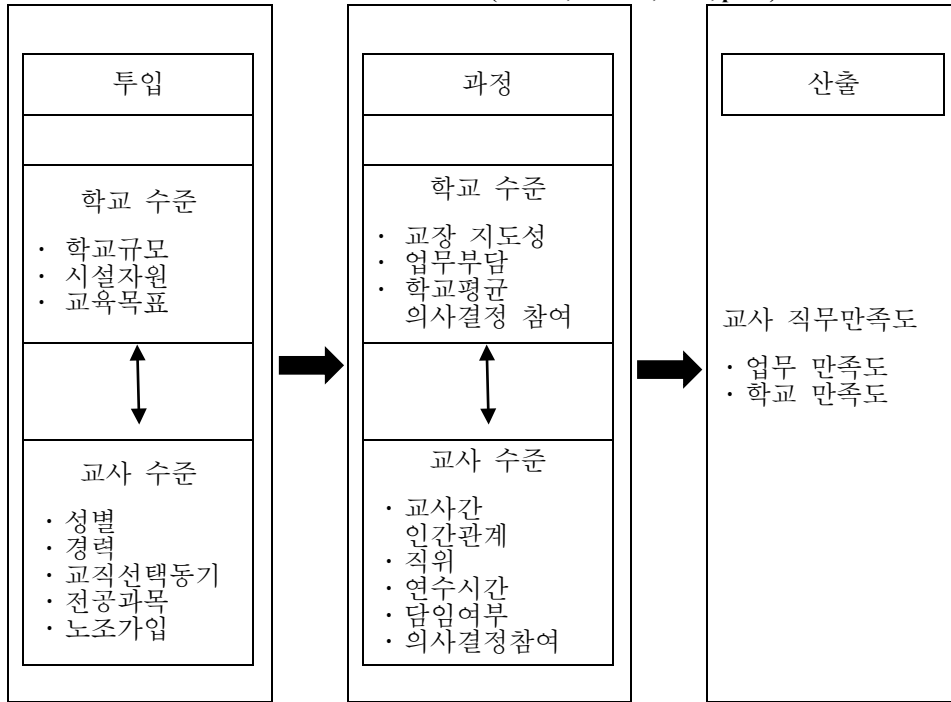 투입
학교 수준
· 학교규모
· 시설자원
· 교육목표
교사 수준
· 성별
· 경력
· 교직선택동기
· 전공과목
· 노조가입
과정
학교 수준
· 교장 지도성
· 업무부담
· 학교평균
의사결정 참여
교사 수준
· 교사간
인간관계
· 직위
· 연수시간
· 담임여부
· 의사결정참여
산출
교사 직무만족도
· 업무 만족도
· 학교 만족도